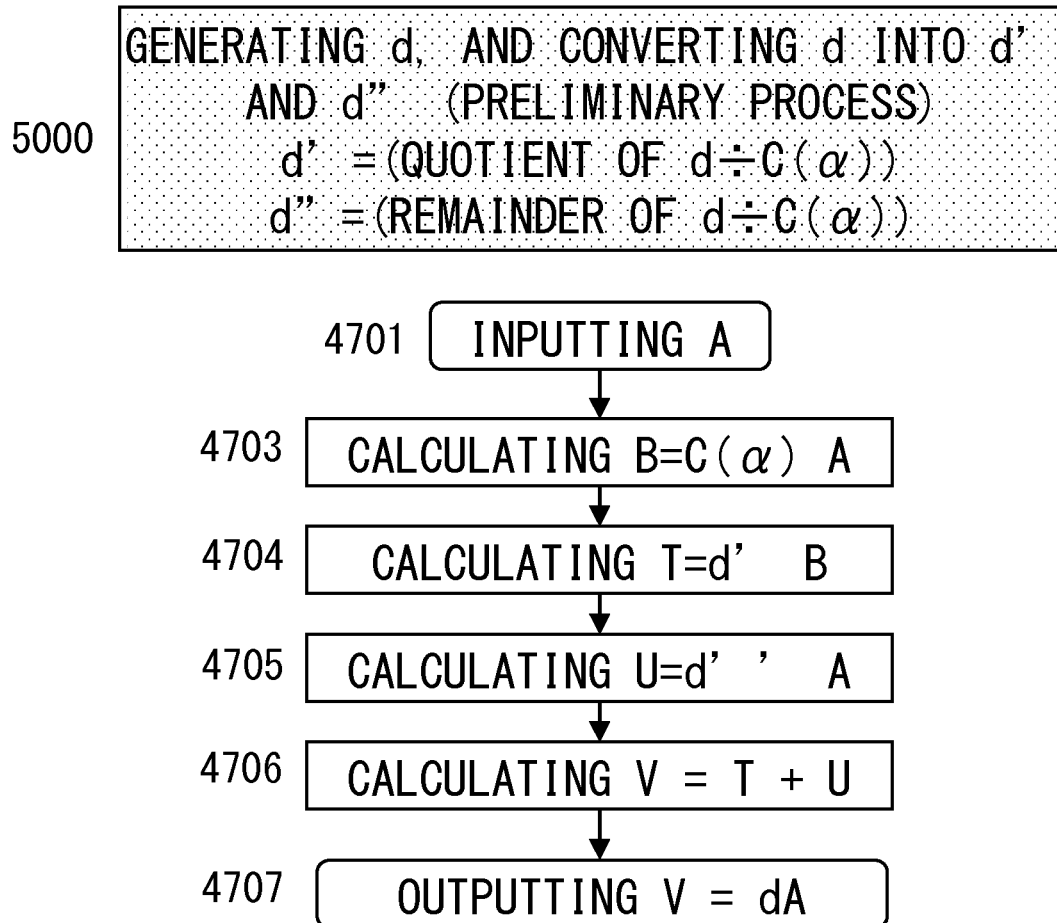 GENERATING d, AND CONVERTING d INTO d’
AND d” (PRELIMINARY PROCESS)
5000
d’ =(QUOTIENT OF d÷C(α))
d” =(REMAINDER OF d÷C(α))
4701 INPUTTING A
4703 CALCULATING B=C(α) A
4704 CALCULATING T=d’ B
4705 CALCULATING U=d’ ’ A
4706 CALCULATING V = T + U
4707 OUTPUTTING V = dA